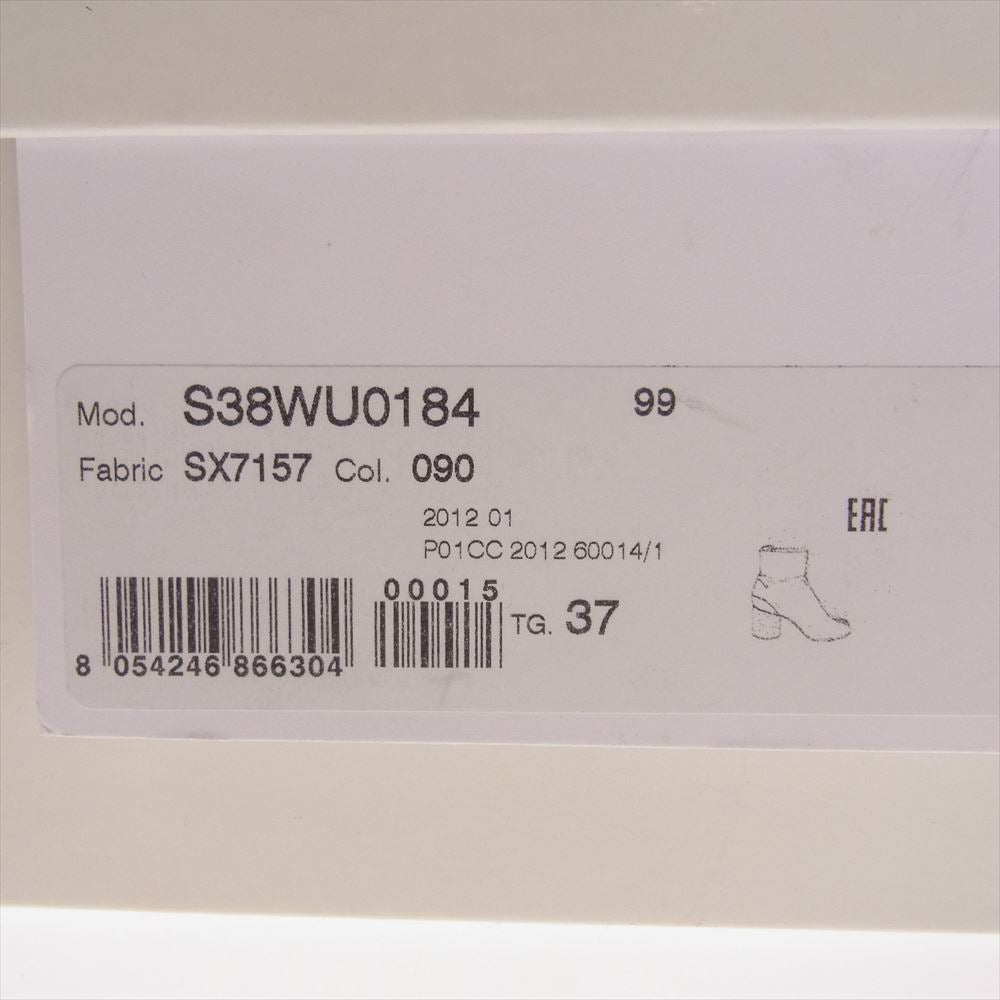 Mod. S38WU0184 99
Fabric SX7157 Col. 090
2012 01
EAC
P01CC 2012 60014/1
00015
TG. 37
8 054246 866304